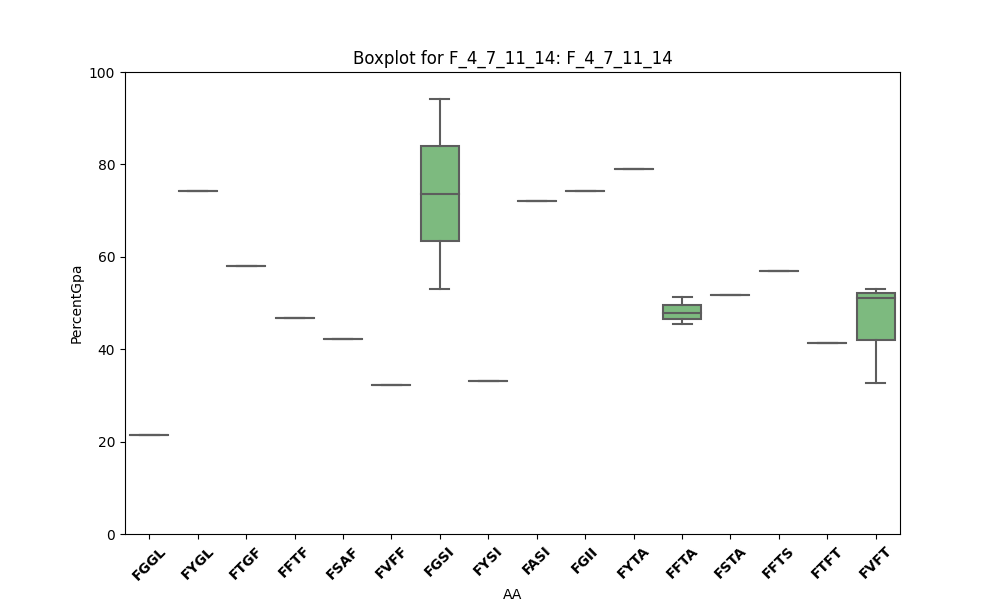 Boxplot for F_4_7_11_14: F_4_7_11_14
100
80
60
40
20
0
PercentGpa
FGGL FYGL FTGF FFTF FSAF FVFF FGSI FYSI FASI FGII FYTA FFTA FSTA FFTS FTFT FVFT
AA